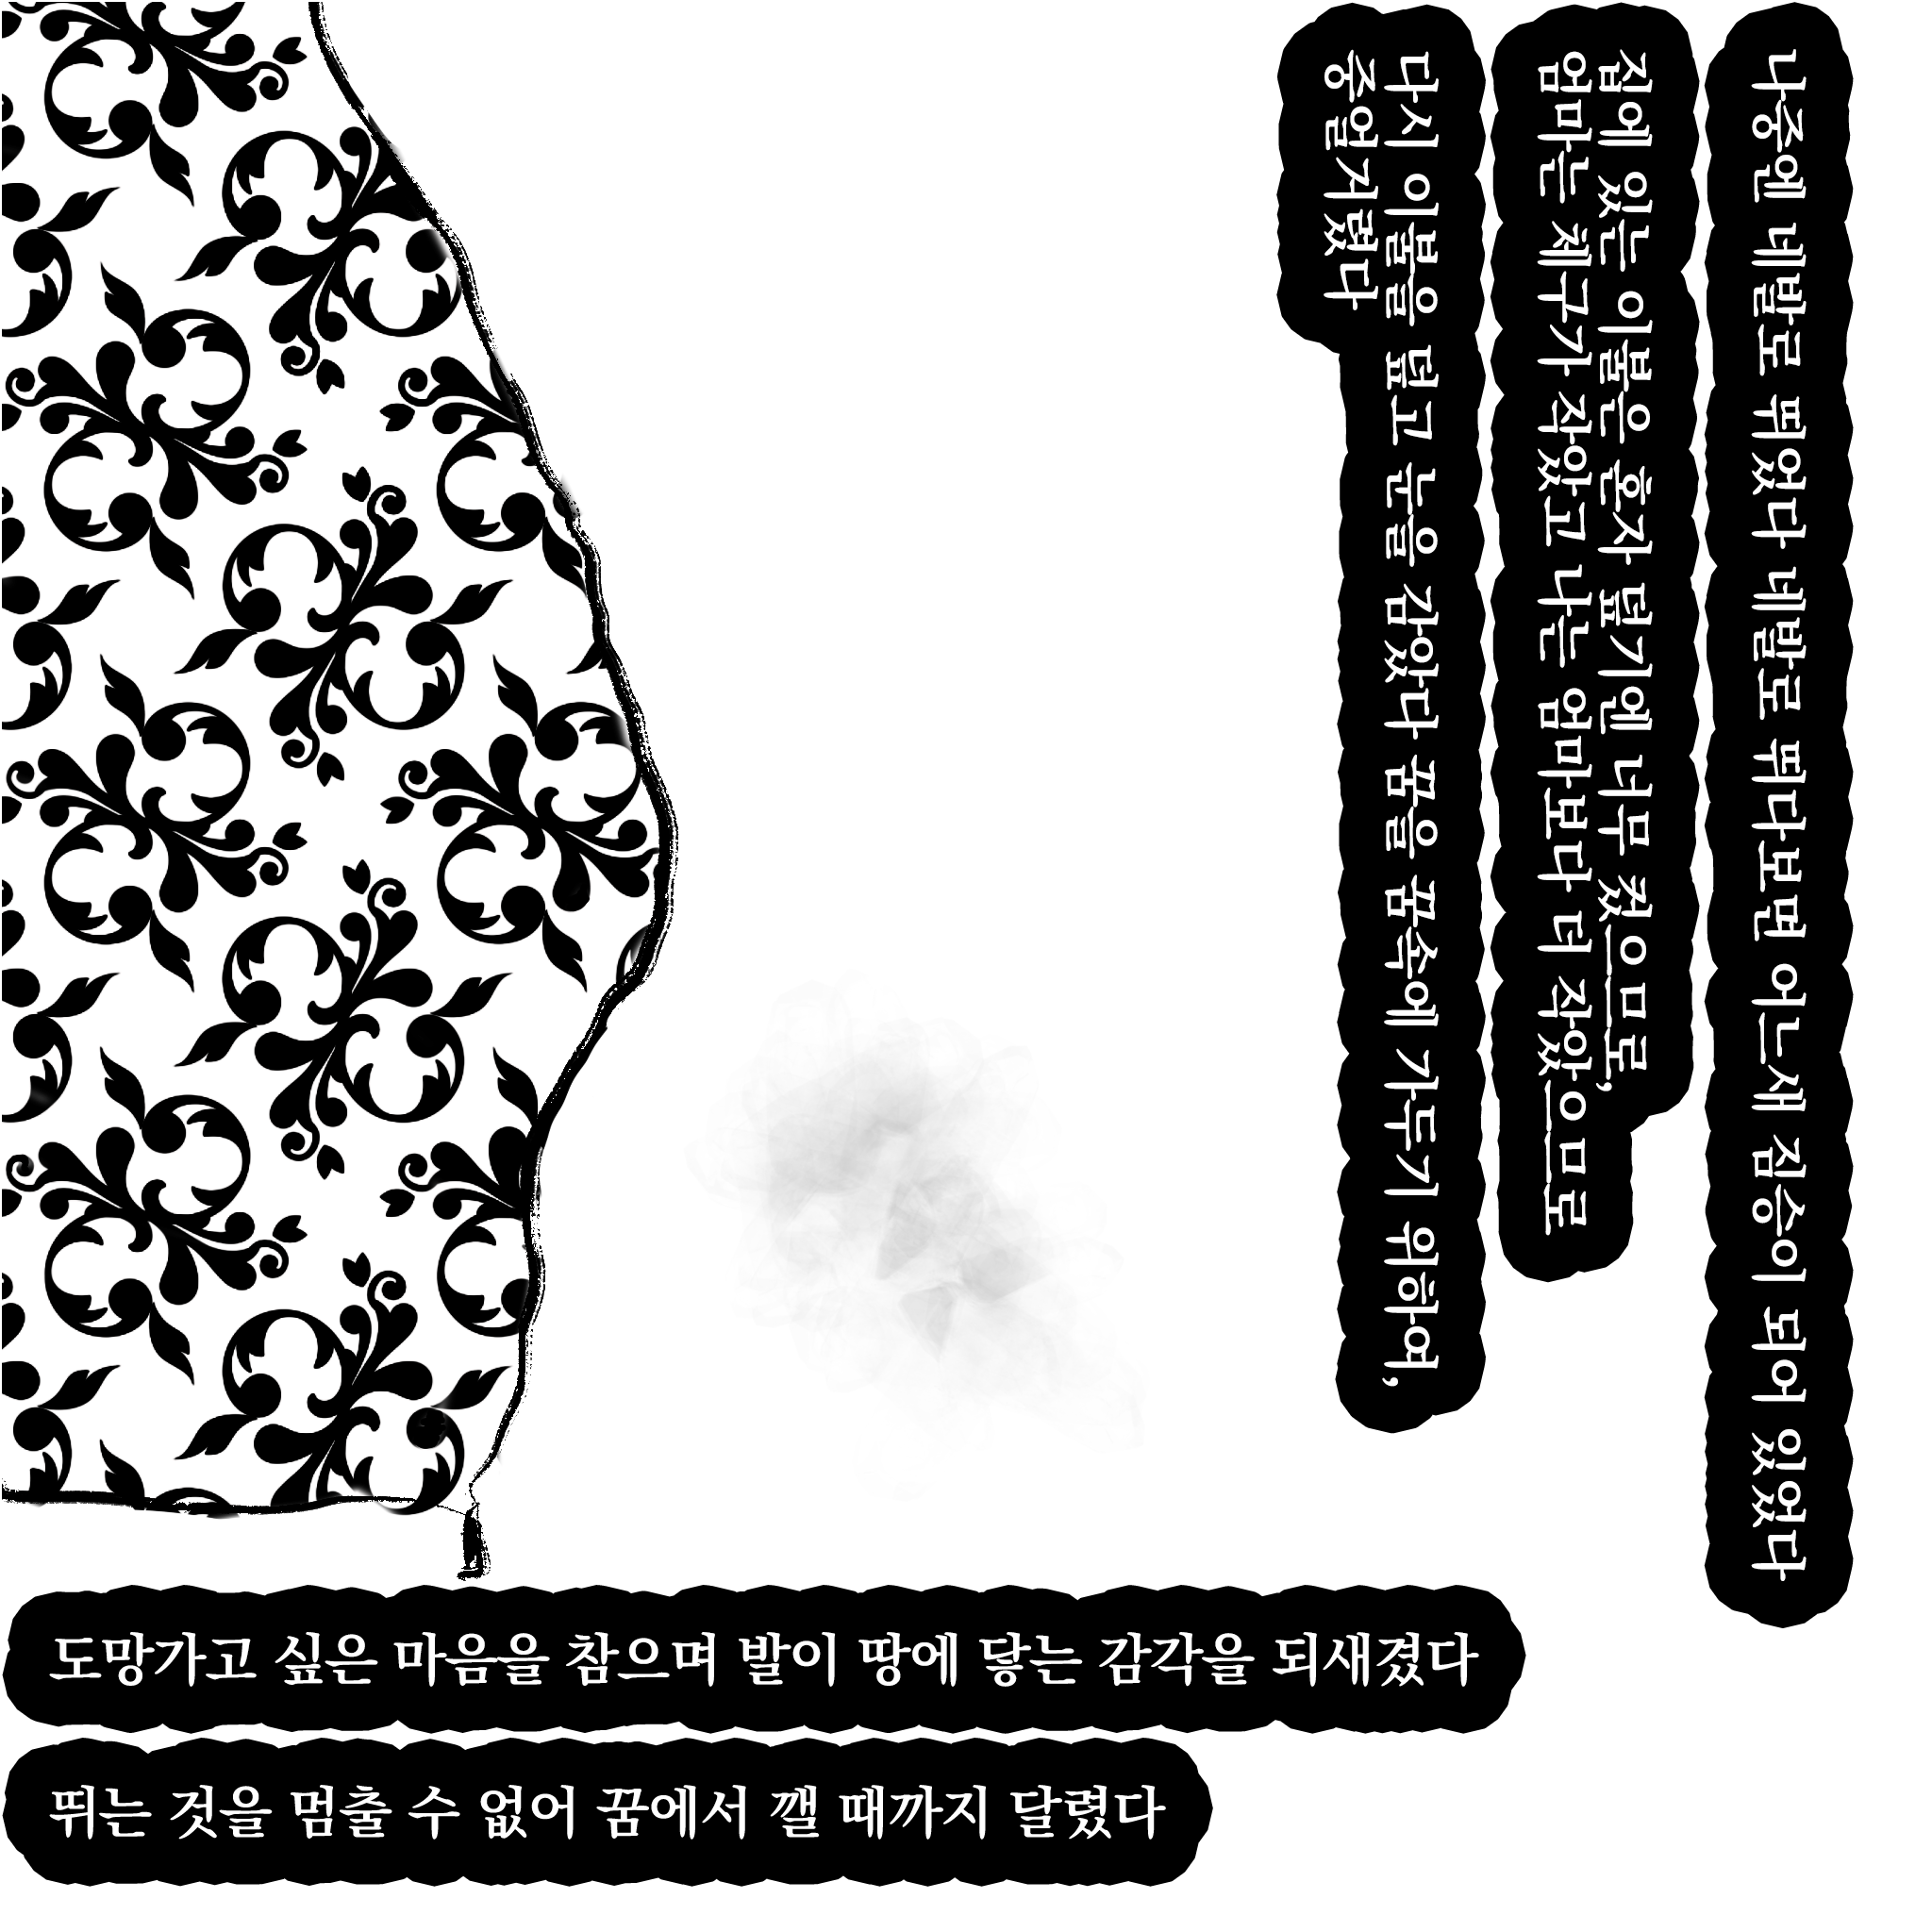 나중엔 네발로 뛰었다 네발로 뛰다보면 어느새 짐승이 되어 있었다
집에 있는 이불은 혼자 덮기엔 너무 컸으므로,
엄마는 체구가 작았고 나는 엄마보다 더 작았으므로
다시 이불을 덮고 눈을 감았다 꿈을 꿈속에 가두기 위하여,
중얼거렸다
도망가고 싶은 마음을 참으며 발이 땅에 닿는 감각을 되새겼다
뛰는 것을 멈출 수 없어 꿈에서 깰 때까지 달렸다